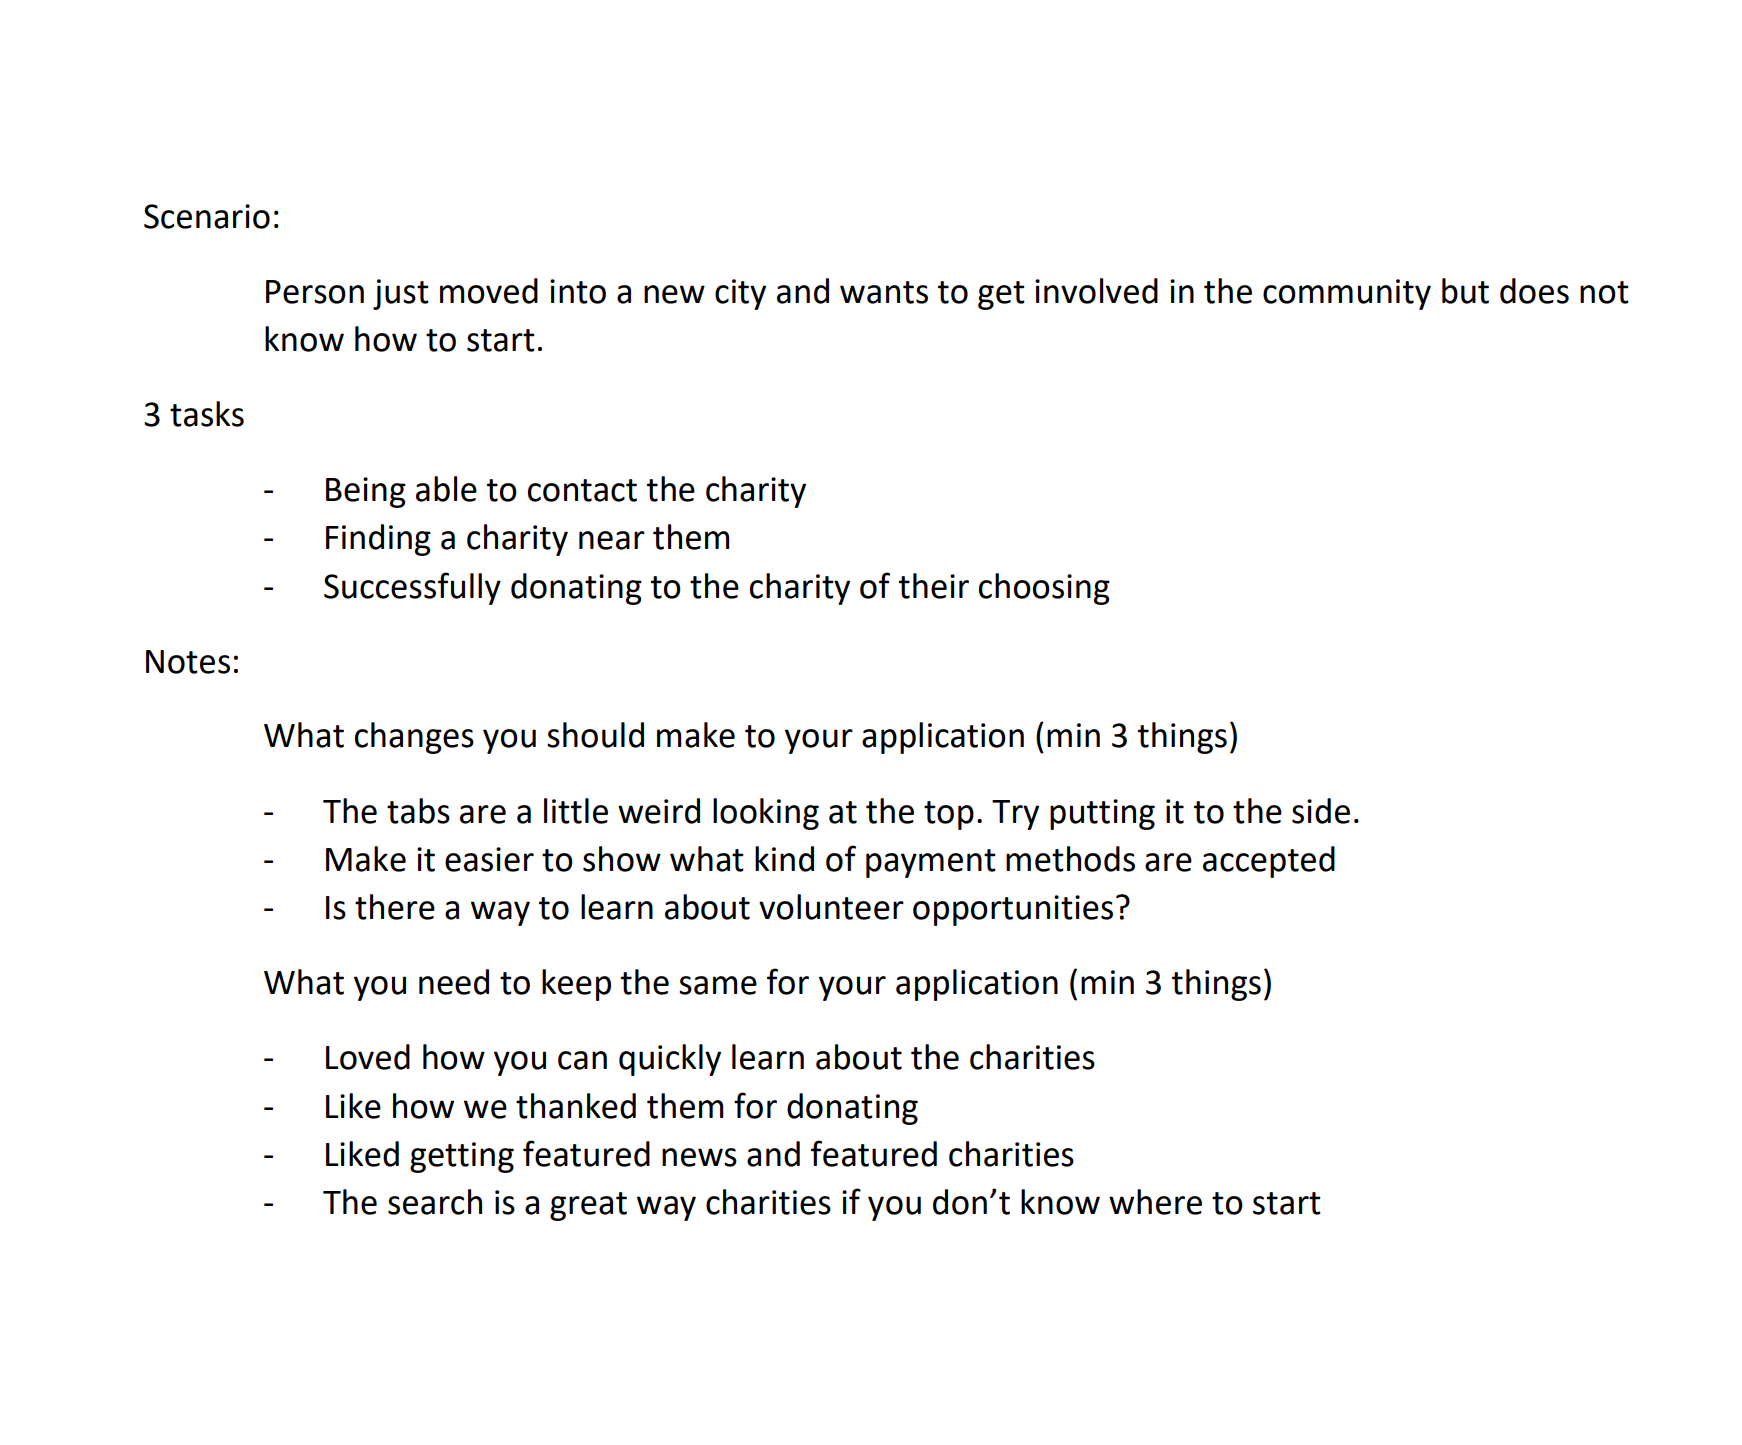 Scenario:
Person just moved into a new city and wants to get involved in the community but does not
know how to start.
3 tasks
- Being able to contact the charity
- Finding a charity near them
- Successfully donating to the charity of their choosing
Notes:
What changes you should make to your application (min 3 things)
- The tabs are a little weird looking at the top. Try putting it to the side.
- Make it easier to show what kind of payment methods are accepted
- Is there a way to learn about volunteer opportunities?
What you need to keep the same for your application (min 3 things)
- Loved how you can quickly learn about the charities
- Like how we thanked them for donating
- Liked getting featured news and featured charities
- The search is a great way charities if you don’t know where to start